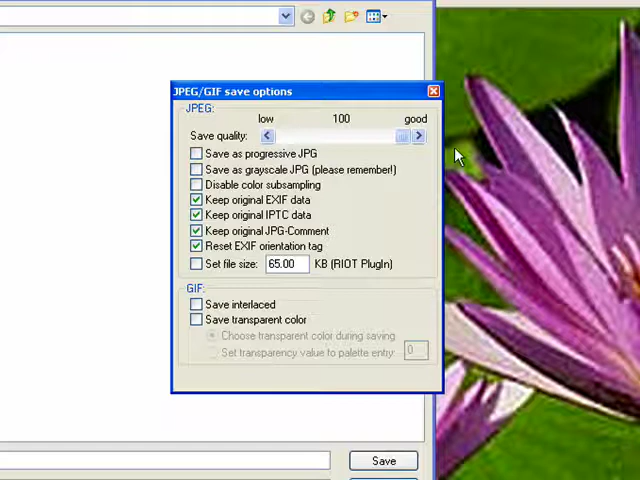 JPEG/GIF save options
JPEG:
low 100 good
Save quality:
Save as progressive JPG
Save as grayscale JPG (please remember!)
Disable color subsampling
Keep original EXIF data
Keep original IPTC data
Keep original JPG-Comment
Reset EXIF orientation tag
Set file size: 65.00 KB (RIOT PlugIn)
GIF:
Save interlaced
Save transparent color
Choose transparent color during saving
Set transparency value to palette entry: 0
Save